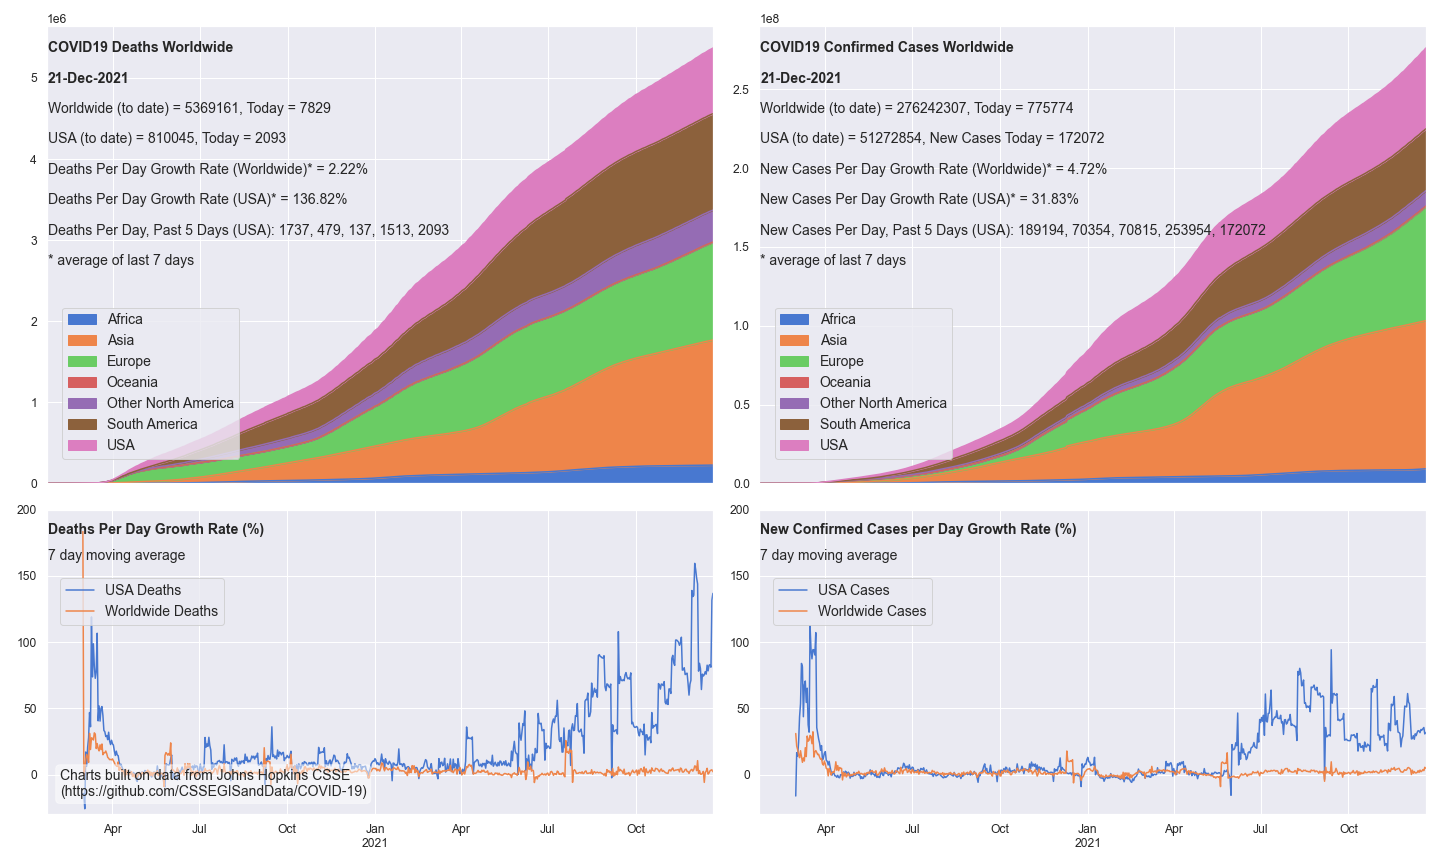 1e6
COVID19 Deaths Worldwide
21-Dec-2021
Worldwide (to date) = 5369161, Today = 7829
USA (to date) = 810045, Today = 2093
Deaths Per Day Growth Rate (Worldwide)* = 2.22%
Deaths Per Day Growth Rate (USA)* = 136.82%
Deaths Per Day, Past 5 Days (USA): 1737, 479, 137, 1513, 2093
* average of last 7 days
5
4
3
2
1
0
Africa
Asia
Europe
Oceania
Other North America
South America
USA
1e8
COVID19 Confirmed Cases Worldwide
21-Dec-2021
Worldwide (to date) = 276242307, Today = 775774
USA (to date) = 51272854, New Cases Today = 172072
New Cases Per Day Growth Rate (Worldwide)* = 4.72%
New Cases Per Day Growth Rate (USA)* = 31.83%
New Cases Per Day, Past 5 Days (USA): 189194, 70354, 70815, 253954, 172072
* average of last 7 days
2.5
2.0
1.5
1.0
0.5
0.0
Africa
Asia
Europe
Oceania
Other North America
South America
USA
200
150
100
50
0
Deaths Per Day Growth Rate (%)
7 day moving average
USA Deaths
Worldwide Deaths
Charts built on data from Johns Hopkins CSSE
(https://github.com/CSSEGISandData/COVID-19)
Apr Jul Oct Jan Apr Jul Oct
2021
200
150
100
50
0
New Confirmed Cases per Day Growth Rate (%)
7 day moving average
USA Cases
Worldwide Cases
Apr Jul Oct Jan Apr Jul Oct
2021